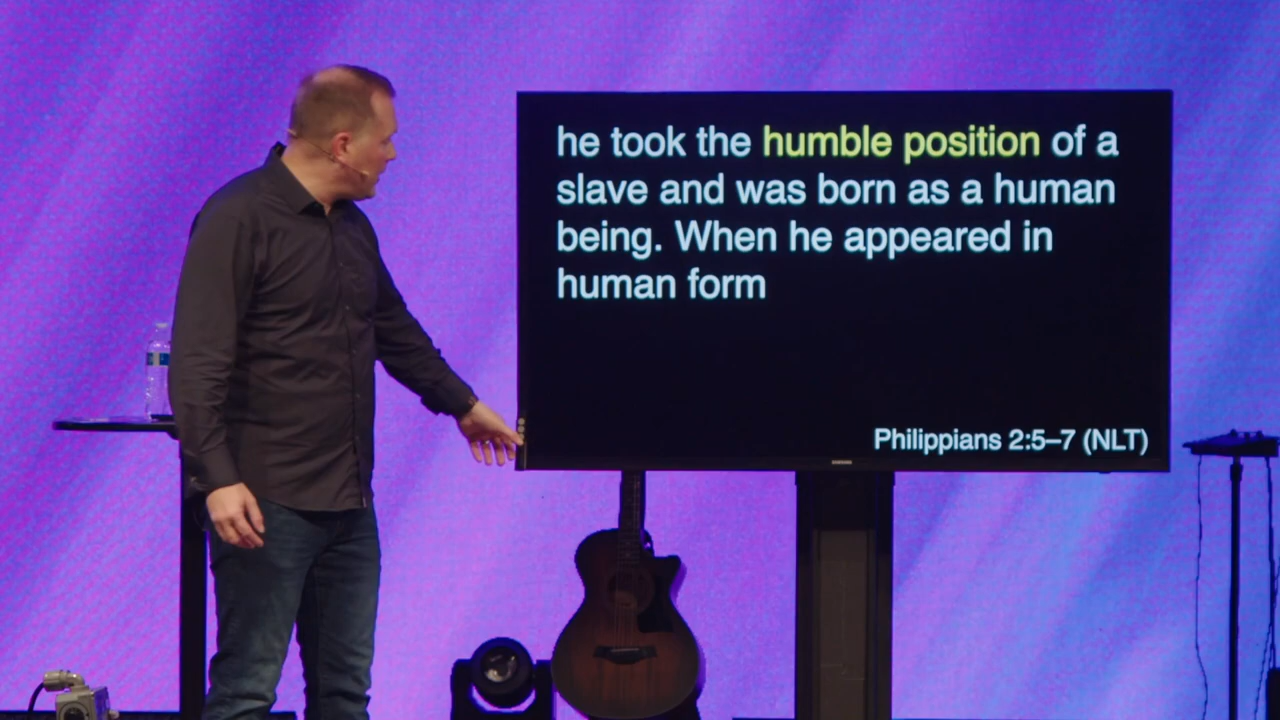 he took the humble position of a
slave and was born as a human
being. When he appeared in
human form
Philippians 2:5–7 (NLT)
SAMSUNG